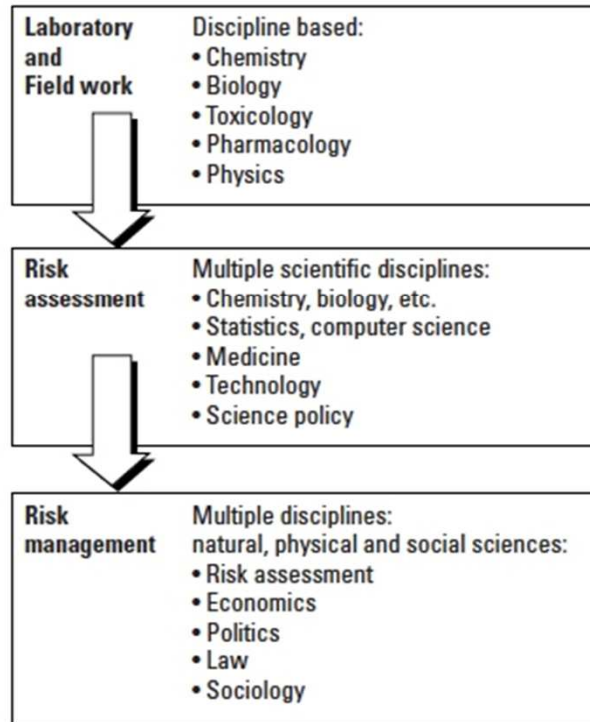 Laboratory and Field work
Discipline based:
• Chemistry
• Biology
• Toxicology
• Pharmacology
• Physics
Risk assessment
Multiple scientific disciplines:
• Chemistry, biology, etc.
• Statistics, computer science
• Medicine
• Technology
• Science policy
Risk management
Multiple disciplines:
natural, physical and social sciences:
• Risk assessment
• Economics
• Politics
• Law
• Sociology